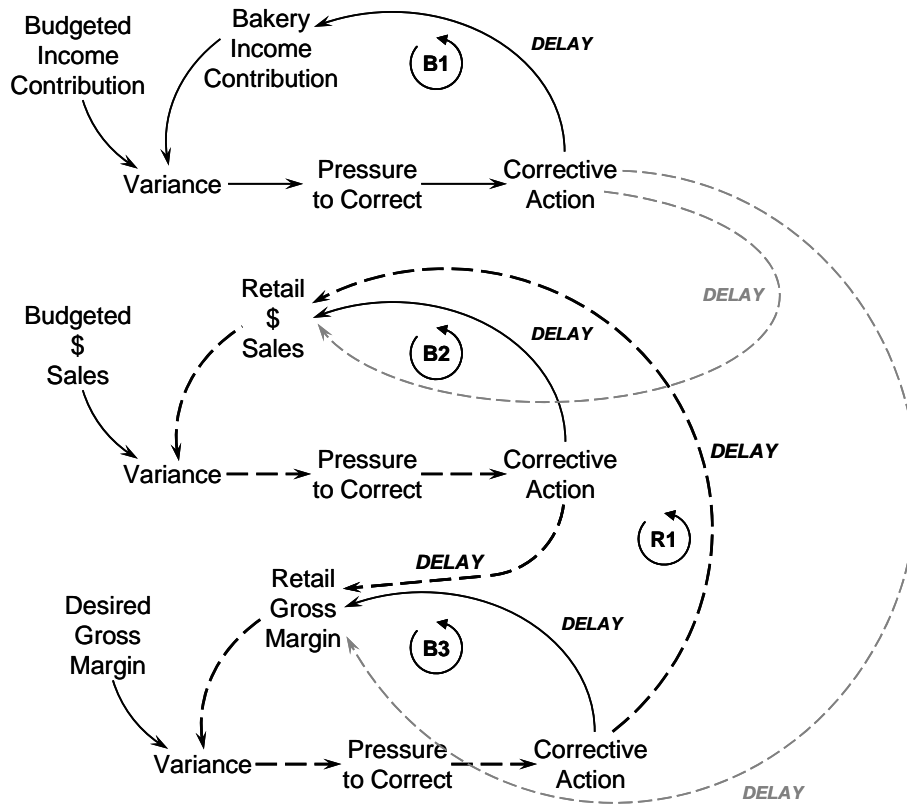 Budgeted
Income
Contribution
Bakery
Income
Contribution
B1
DELAY
Variance
Pressure
to Correct
Corrective
Action
DELAY
Budgeted
$
Sales
Retail
$
Sales
B2
DELAY
Variance
Pressure
to Correct
Corrective
Action
DELAY
R1
DELAY
Desired
Gross
Margin
Retail
Gross
Margin
B3
DELAY
Variance
Pressure
to Correct
Corrective
Action
DELAY